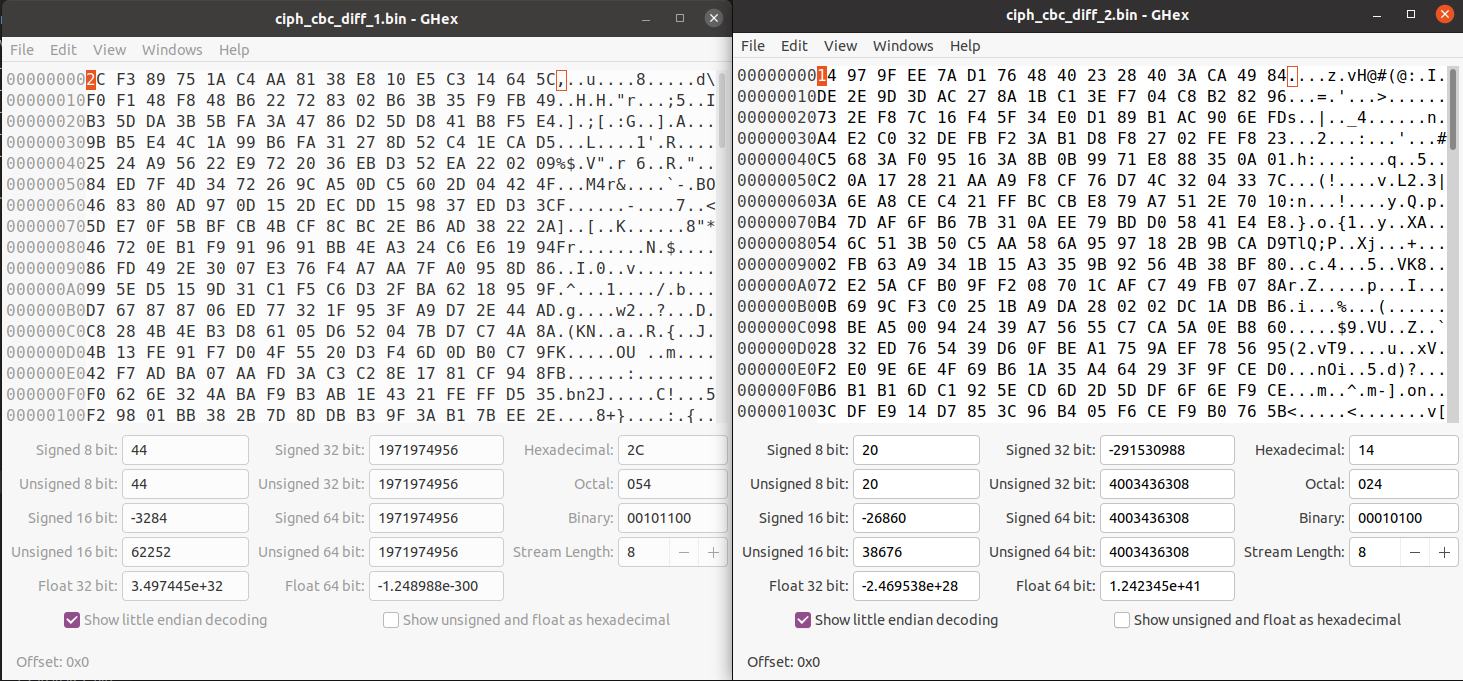 ciph_cbc_diff_1.bin - GHex
File Edit View Windows Help
000000002C F3 89 75 1A C4 AA 81 38 E8 10 E5 C3 14 64 5C,..u....8.....d\
00000010F0 F1 48 F8 48 B6 22 72 83 02 B6 3B 35 F9 FB 49..H.H."r...;5..I
00000020B3 5D DA 3B 5B FA 3A 47 86 D2 5D D8 41 B8 F5 E4.].;[.:G..].A...
000000309B B5 E4 4C 1A 99 B6 FA 31 27 8D 52 C4 1E CA D5...L....1'.R....
0000004025 24 A9 56 22 E9 72 20 36 EB D3 52 EA 22 02 09%$.V".r 6..R."..
0000005084 ED 7F 4D 34 72 26 9C A5 0D C5 60 2D 04 42 4F...M4r&....`-.BO
0000006046 83 80 AD 97 0D 15 2D EC DD 15 98 37 ED D3 3CF......-....7..<
000000705D E7 0F 5B BF CB 4B CF 8C BC 2E B6 AD 38 22 2A]..[..K......8"*
0000008046 72 0E B1 F9 91 96 91 BB 4E A3 24 C6 E6 19 94Fr.......N.$....
0000009086 FD 49 2E 30 07 E3 76 F4 A7 AA 7F A0 95 8D 86..I.0..v........
000000A099 5E D5 15 9D 31 C1 F5 C6 D3 2F BA 62 18 95 9F.^...1..../.b...
000000B0D7 67 87 87 06 ED 77 32 1F 95 3F A9 D7 2E 44 AD.g....w2..?...D.
000000C0C8 28 4B 4E B3 D8 61 05 D6 52 04 7B D7 C7 4A 8A.(KN..a..R.{..J.
000000D04B 13 FE 91 F7 D0 4F 55 20 D3 F4 6D 0D B0 C7 9FK.....OU ..m....
000000E042 F7 AD BA 07 AA FD 3A C3 C2 8E 17 81 CF 94 8FB......:........
000000F0F0 62 6E 32 4A BA F9 B3 AB 1E 43 21 FE FF D5 35.bn2J.....C!...5
00000100F2 98 01 BB 38 2B 7D 8D DB B3 9F 3A B1 7B EE 2E....8+}....:.{..
Signed 8 bit: 44 Signed 32 bit: 1971974956 Hexadecimal: 2C
Unsigned 8 bit: 44 Unsigned 32 bit: 1971974956 Octal: 054
Signed 16 bit: -3284 Signed 64 bit: 1971974956 Binary: 00101100
Unsigned 16 bit: 62252 Unsigned 64 bit: 1971974956 Stream Length: 8 − +
Float 32 bit: 3.497445e+32 Float 64 bit: -1.248988e-300
Show little endian decoding Show unsigned and float as hexadecimal
Offset: 0x0
ciph_cbc_diff_2.bin - GHex
File Edit View Windows Help
0000000014 97 9F EE 7A D1 76 48 40 23 28 40 3A CA 49 84....z.vH@#(@:.I.
00000010DE 2E 9D 3D AC 27 8A 1B C1 3E F7 04 C8 B2 82 96...=.'...>......
0000002073 2E F8 7C 16 F4 5F 34 E0 D1 89 B1 AC 90 6E FDs..|.._4......n.
00000030A4 E2 C0 32 DE FB F2 3A B1 D8 F8 27 02 FE F8 23...2...:...'...#
00000040C5 68 3A F0 95 16 3A 8B 0B 99 71 E8 88 35 0A 01.h:...:...q..5..
00000050C2 0A 17 28 21 AA A9 F8 CF 76 D7 4C 32 04 33 7C...(!....v.L2.3|
000000603A 6E A8 CE C4 21 FF BC CB E8 79 A7 51 2E 70 10:n...!....y.Q.p.
00000070B4 7D AF 6F B6 7B 31 0A EE 79 BD D0 58 41 E4 E8.}.o.{1..y..XA..
0000008054 6C 51 3B 50 C5 AA 58 6A 95 97 18 2B 9B CA D9TlQ;P..Xj...+...
0000009002 FB 63 A9 34 1B 15 A3 35 9B 92 56 4B 38 BF 80..c.4...5..VK8..
000000A072 E2 5A CF B0 9F F2 08 70 1C AF C7 49 FB 07 8Ar.Z.....p...I...
000000B00B 69 9C F3 C0 25 1B A9 DA 28 02 02 DC 1A DB B6.i...%...(......
000000C098 BE A5 00 94 24 39 A7 56 55 C7 CA 5A 0E B8 60.....$9.VU..Z..`
000000D028 32 ED 76 54 39 D6 0F BE A1 75 9A EF 78 56 95(2.vT9....u..xV.
000000E0F2 E0 9E 6E 4F 69 B6 1A 35 A4 64 29 3F 9F CE D0...nOi..5.d)?...
000000F0B6 B1 B1 6D C1 92 5E CD 6D 2D 5D DF 6F 6E F9 CE...m..^.m-].on..
000001003C DF E9 14 D7 85 3C 96 B4 05 F6 CE F9 B0 76 5B<.....<.......v[
Signed 8 bit: 20 Signed 32 bit: -291530988 Hexadecimal: 14
Unsigned 8 bit: 20 Unsigned 32 bit: 4003436308 Octal: 024
Signed 16 bit: -26860 Signed 64 bit: 4003436308 Binary: 00010100
Unsigned 16 bit: 38676 Unsigned 64 bit: 4003436308 Stream Length: 8 − +
Float 32 bit: -2.469538e+28 Float 64 bit: 1.242345e+41
Show little endian decoding Show unsigned and float as hexadecimal
Offset: 0x0